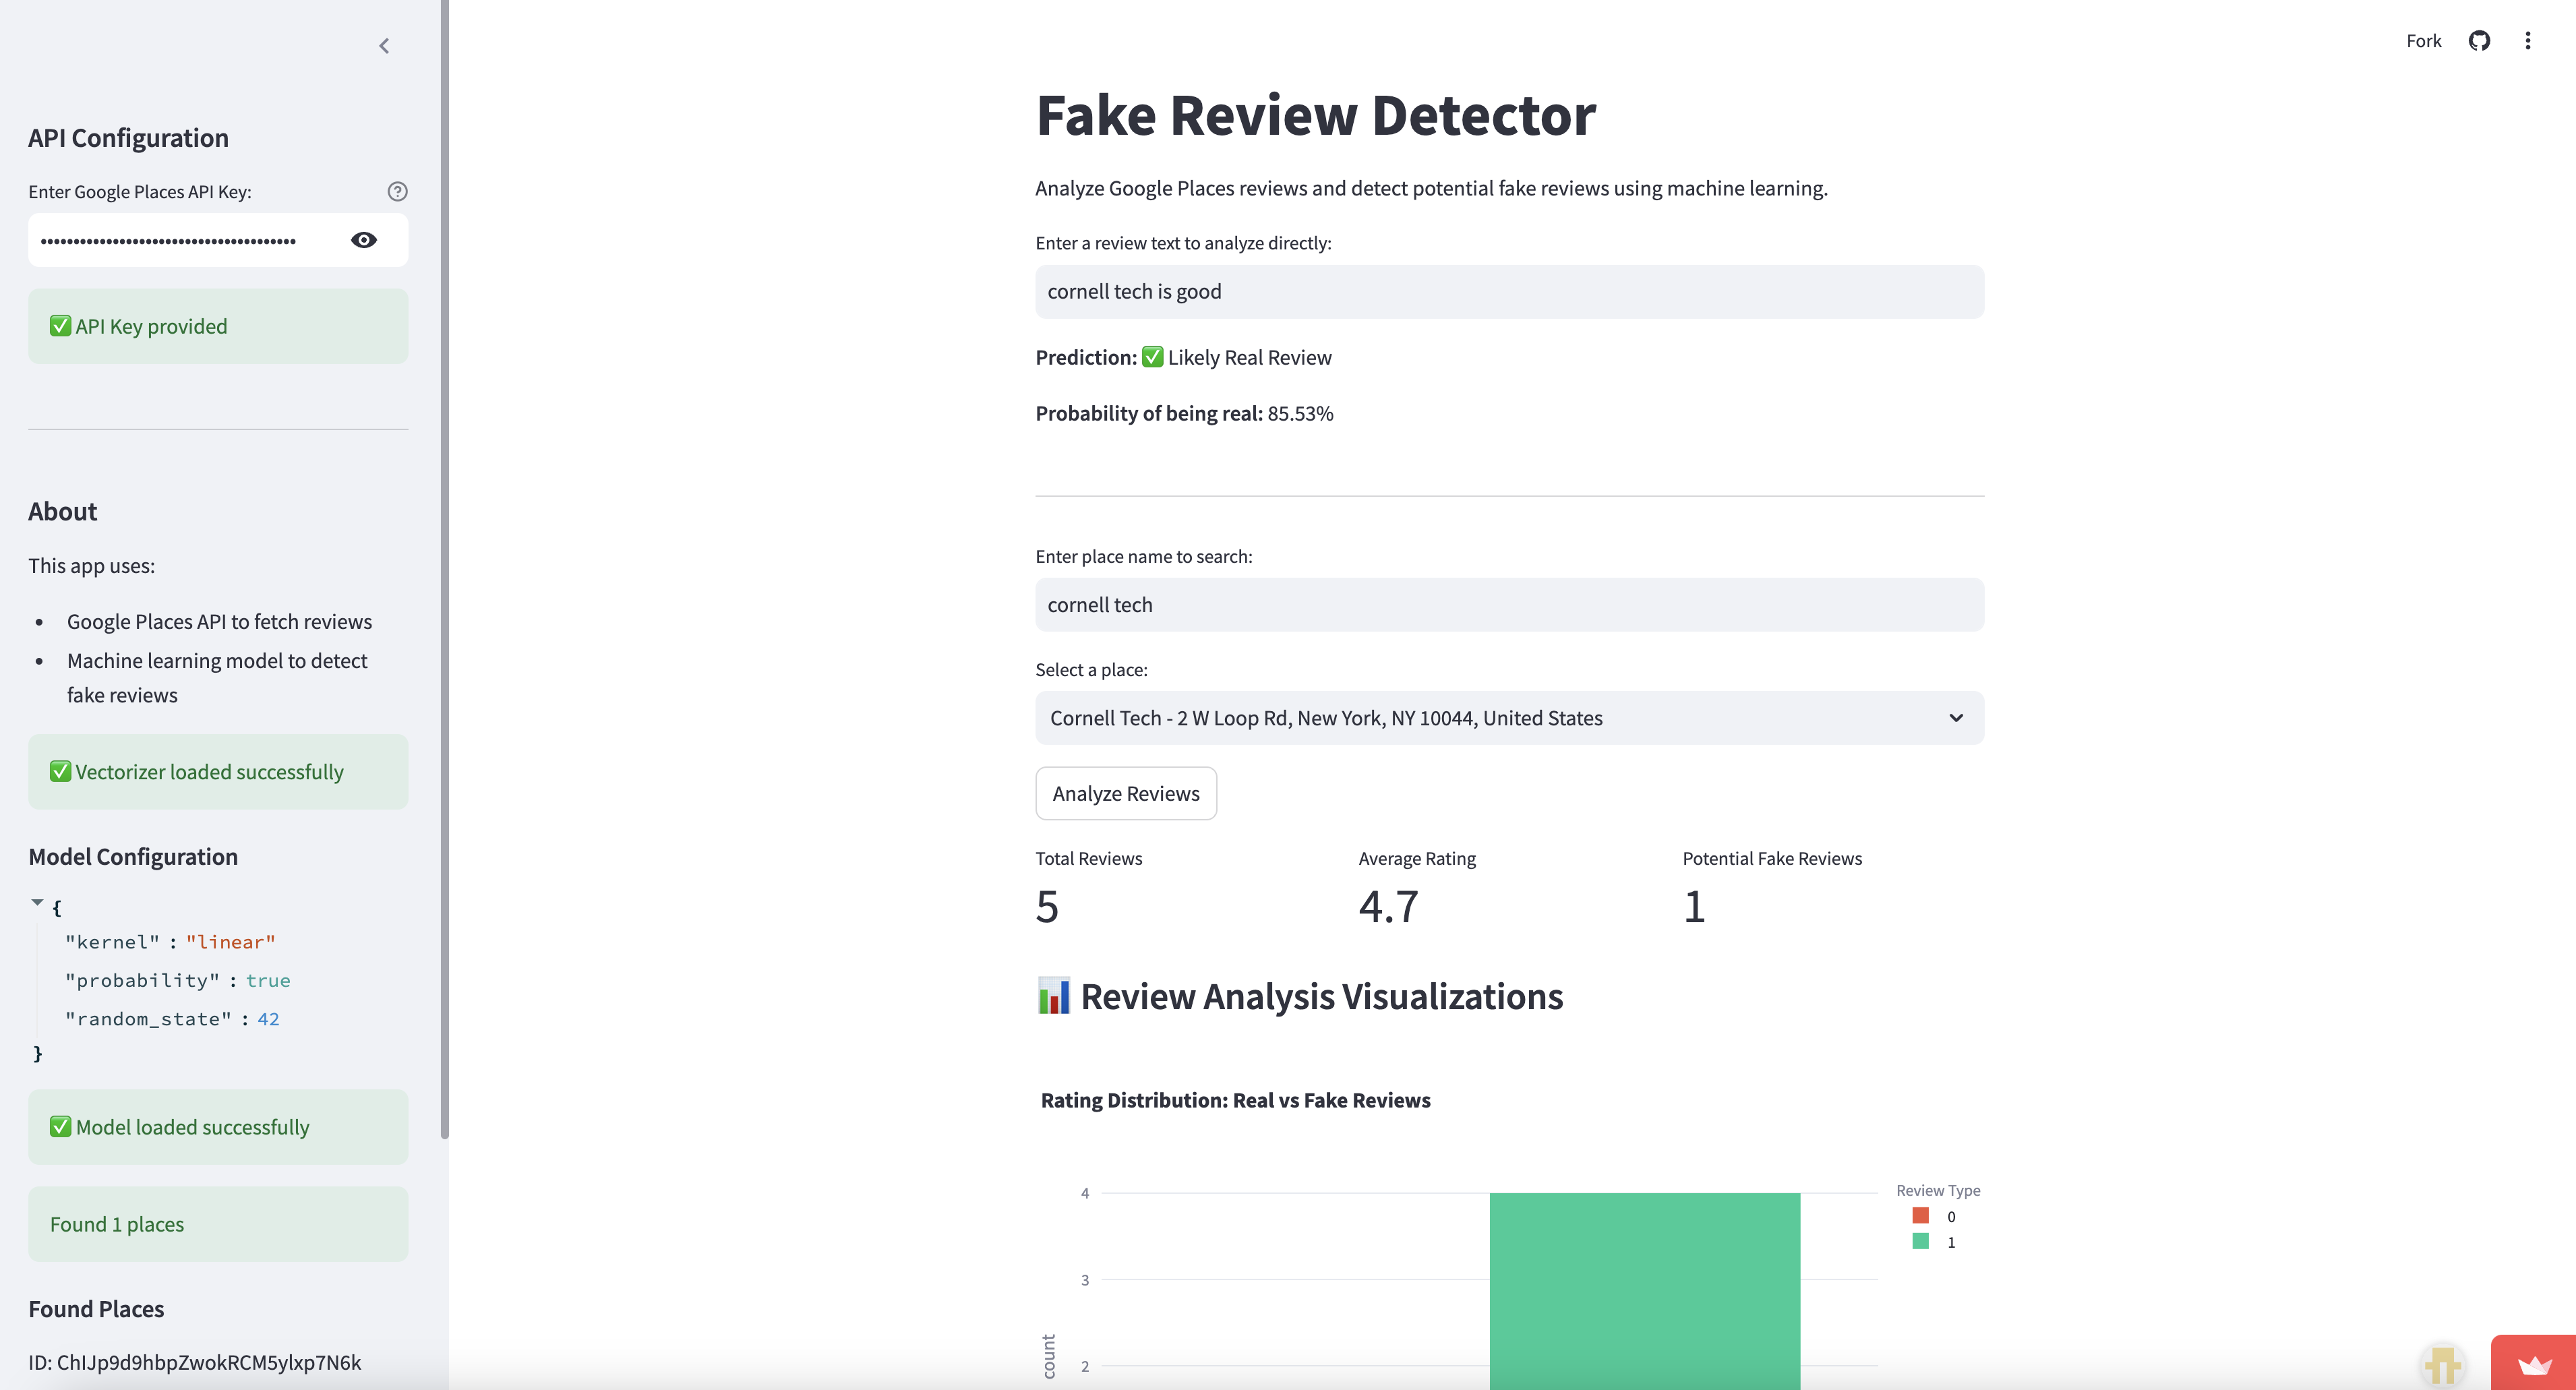 API Configuration
Enter Google Places API Key:
••••••••••••••••••••••••••••••••••••••
✅ API Key provided
About
This app uses:
• Google Places API to fetch reviews
• Machine learning model to detect
fake reviews
✅ Vectorizer loaded successfully
Model Configuration
{
"kernel" : "linear"
"probability" : true
"random_state" : 42
}
✅ Model loaded successfully
Found 1 places
Found Places
ID: ChIJp9d9hbpZwokRCM5ylxp7N6k
Fork
Fake Review Detector
Analyze Google Places reviews and detect potential fake reviews using machine learning.
Enter a review text to analyze directly:
cornell tech is good
Prediction: ✅ Likely Real Review
Probability of being real: 85.53%
Enter place name to search:
cornell tech
Select a place:
Cornell Tech - 2 W Loop Rd, New York, NY 10044, United States
Analyze Reviews
Total Reviews
5
Average Rating
4.7
Potential Fake Reviews
1
📊 Review Analysis Visualizations
Rating Distribution: Real vs Fake Reviews
4
3
2
count
Review Type
0
1